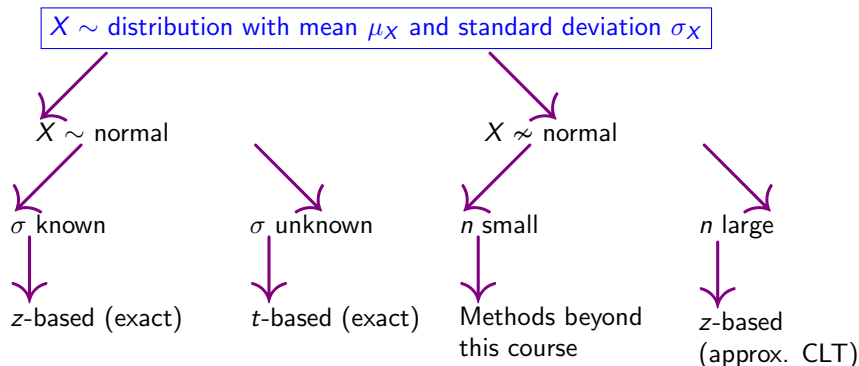 X ∼ distribution with mean μ_X and standard deviation σ_X
X ∼ normal
X ≁ normal
σ known
σ unknown
n small
n large
z-based (exact)
t-based (exact)
Methods beyond
this course
z-based
(approx. CLT)